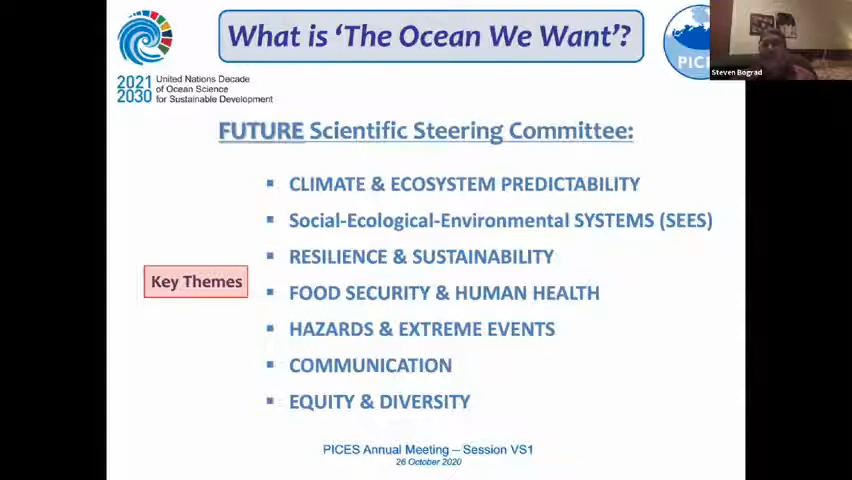 What is 'The Ocean We Want'?
2021
2030
United Nations Decade
of Ocean Science
for Sustainable Development
PICES
Steven Bograd
FUTURE Scientific Steering Committee:
▪ CLIMATE & ECOSYSTEM PREDICTABILITY
▪ Social-Ecological-Environmental SYSTEMS (SEES)
▪ RESILIENCE & SUSTAINABILITY
Key Themes
▪ FOOD SECURITY & HUMAN HEALTH
▪ HAZARDS & EXTREME EVENTS
▪ COMMUNICATION
▪ EQUITY & DIVERSITY
PICES Annual Meeting – Session VS1
26 October 2020